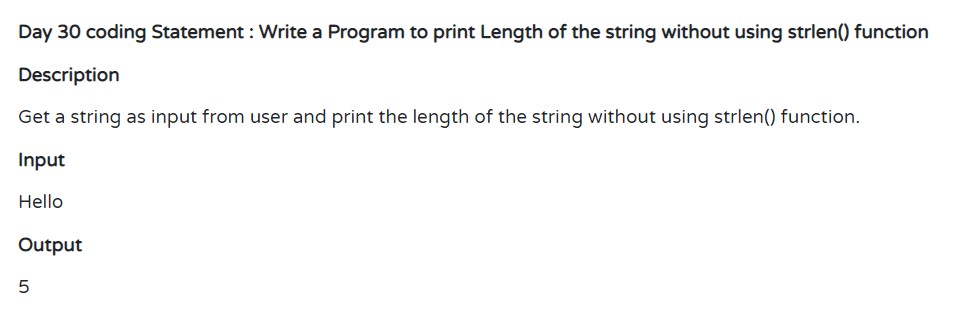 Day 30 coding Statement : Write a Program to print Length of the string without using strlen() function
Description
Get a string as input from user and print the length of the string without using strlen() function.
Input
Hello
Output
5